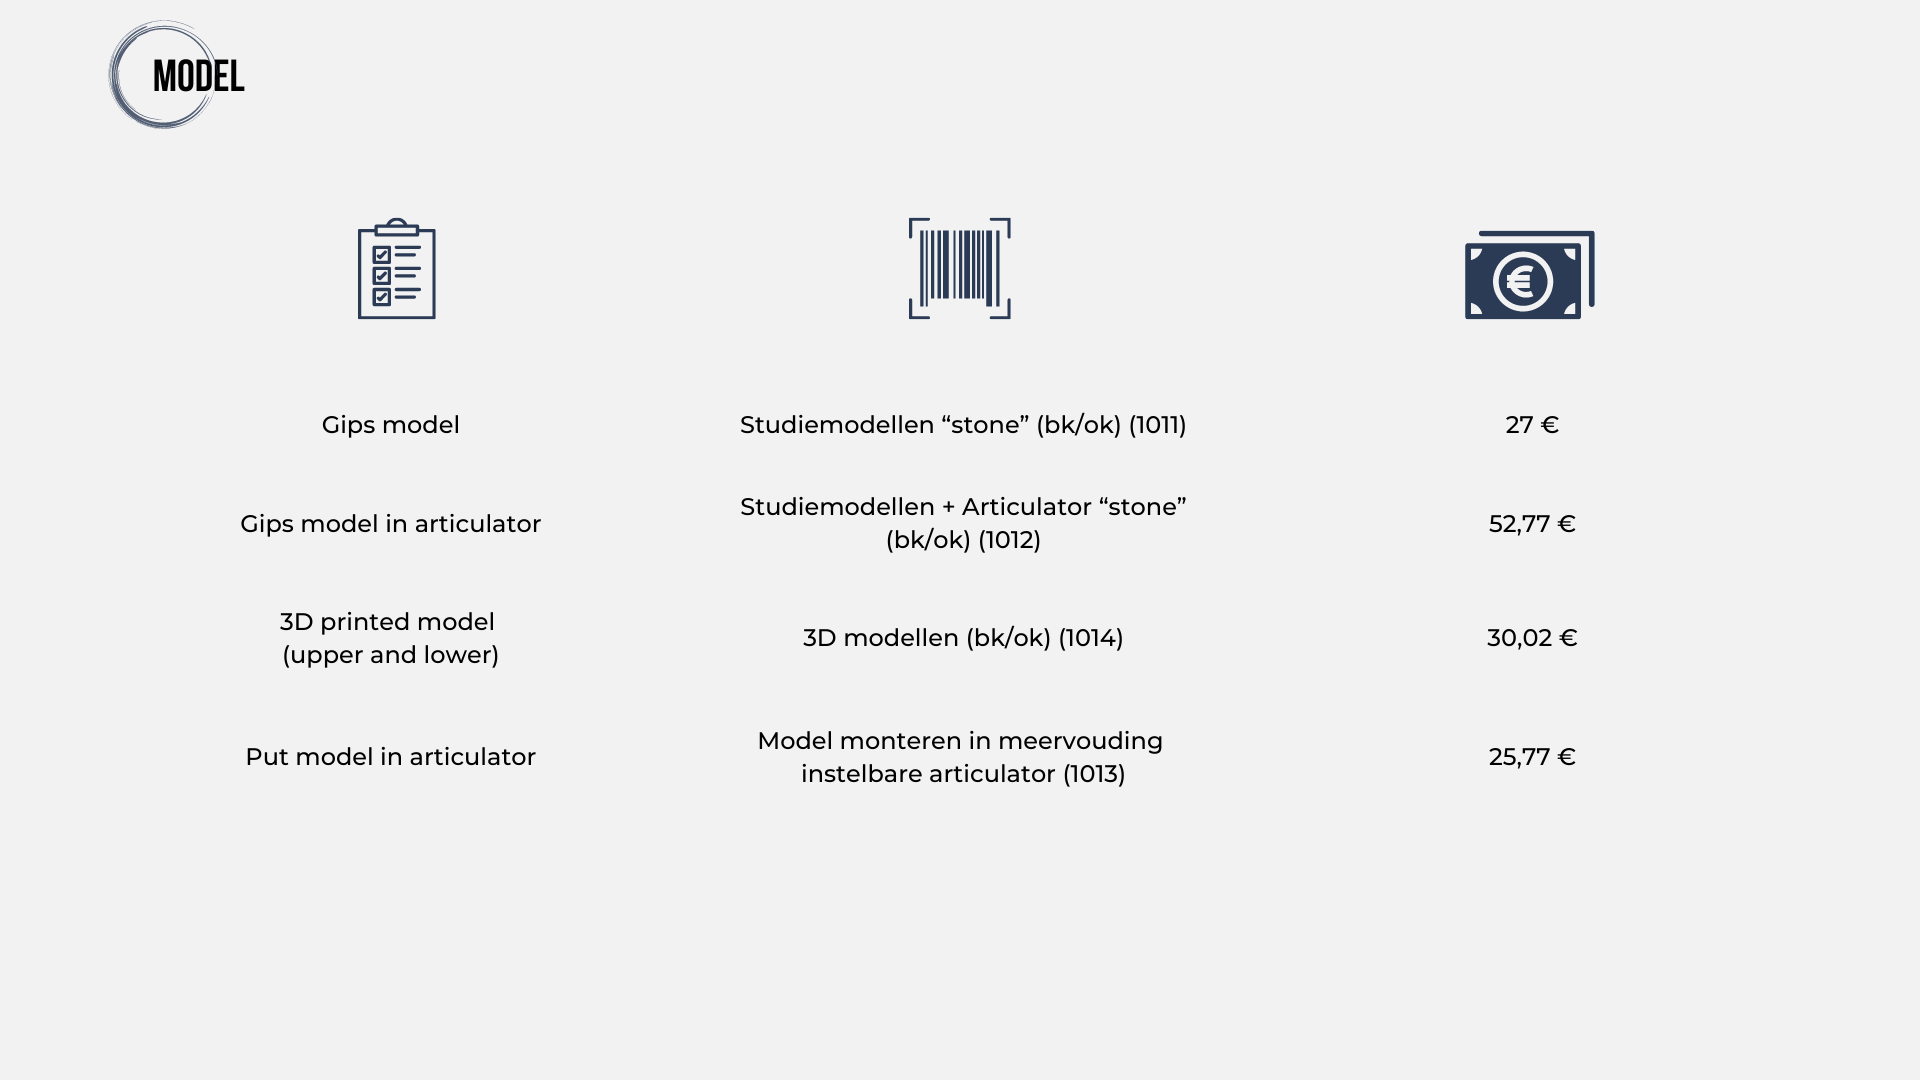 MODEL
Gips model
Studiemodellen “stone” (bk/ok) (1011)
27 €
Gips model in articulator
Studiemodellen + Articulator “stone”
(bk/ok) (1012)
52,77 €
3D printed model
(upper and lower)
3D modellen (bk/ok) (1014)
30,02 €
Put model in articulator
Model monteren in meervouding
instelbare articulator (1013)
25,77 €